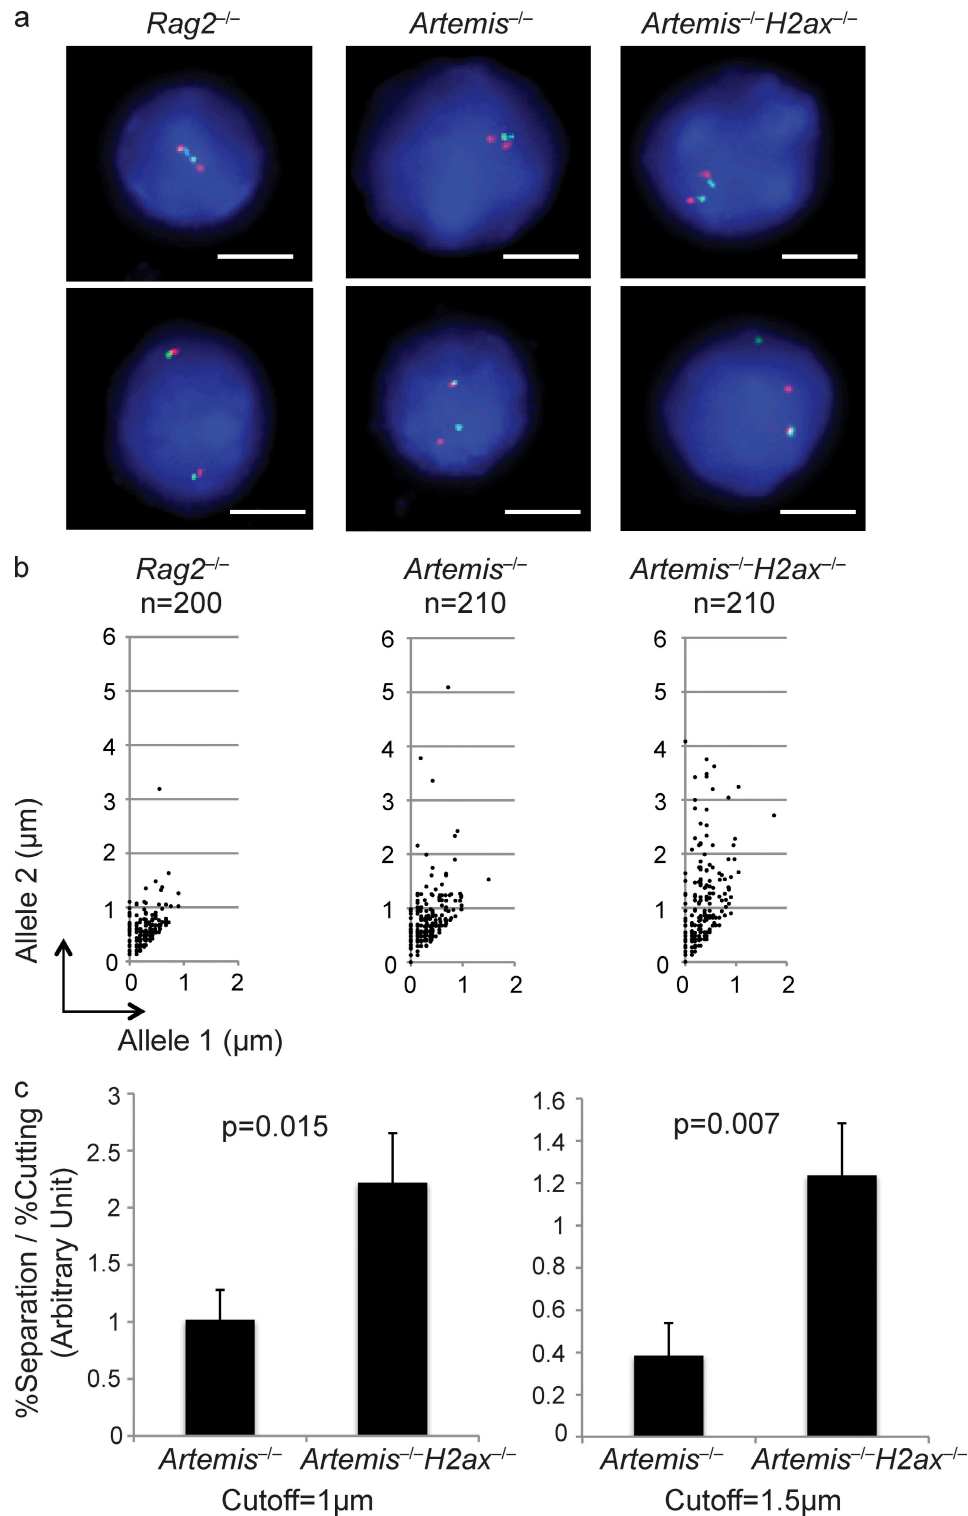 a
Rag2–/– Artemis–/– Artemis–/–H2ax–/–
b
Rag2–/– Artemis–/– Artemis–/–H2ax–/–
n=200 n=210 n=210
6 6 6
5 5 5
4 4 4
3 3 3
2 2 2
1 1 1
0 0 0
0 1 2 0 1 2 0 1 2
Allele 2 (µm)
Allele 1 (µm)
c
%Separation / %Cutting
(Arbitrary Unit)
3
2.5
2
1.5
1
0.5
0
p=0.015
Artemis–/– Artemis–/–H2ax–/–
Cutoff=1µm
1.6
1.4
1.2
1
0.8
0.6
0.4
0.2
0
p=0.007
Artemis–/– Artemis–/–H2ax–/–
Cutoff=1.5µm